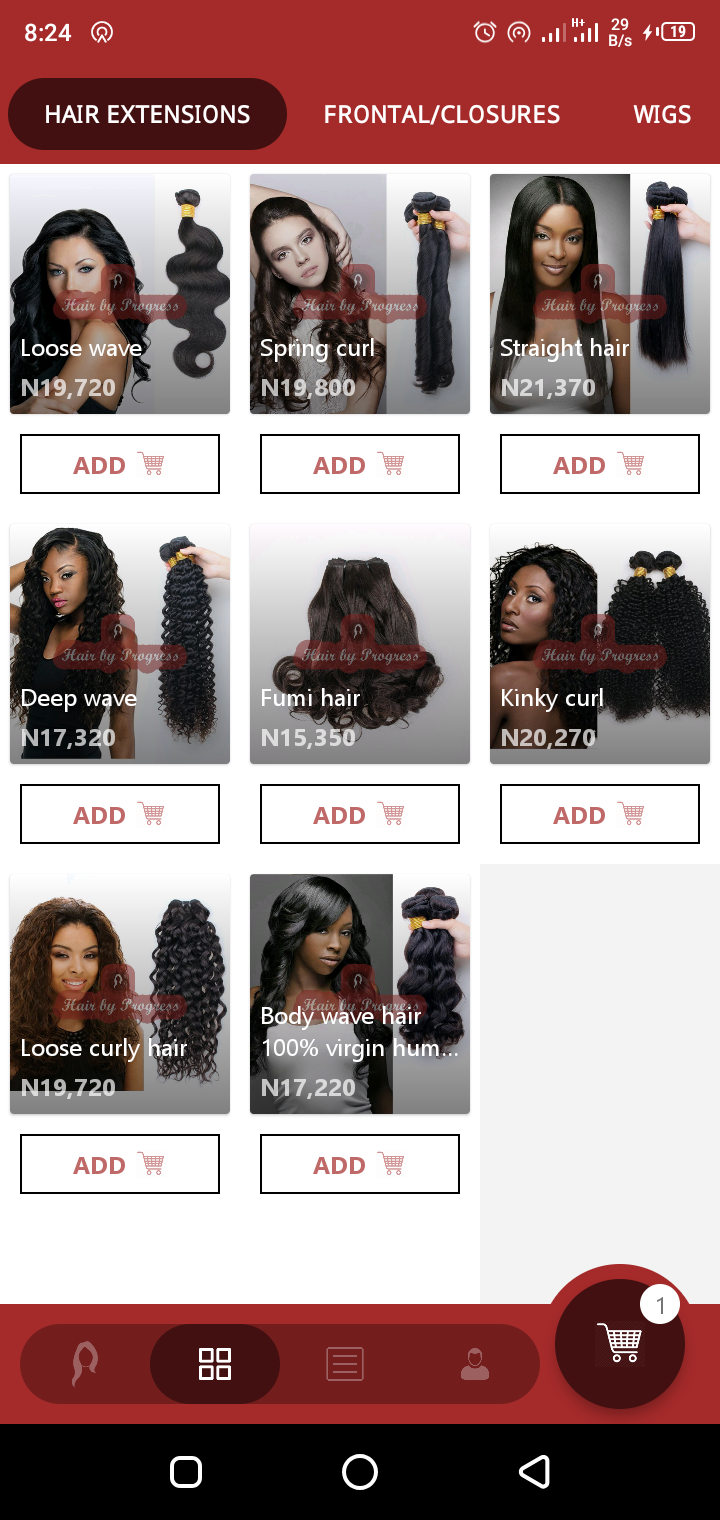 8:24
H+
29
B/s
19
HAIR EXTENSIONS
FRONTAL/CLOSURES
WIGS
Hair by Progress
Loose wave
N19,720
Hair by Progress
Spring curl
N19,800
Hair by Progress
Straight hair
N21,370
ADD
ADD
ADD
Hair by Progress
Deep wave
N17,320
Hair by Progress
Fumi hair
N15,350
Hair by Progress
Kinky curl
N20,270
ADD
ADD
ADD
Hair by Progress
Loose curly hair
N19,720
Hair by Progress
Body wave hair
100% virgin hum...
N17,220
ADD
ADD
1